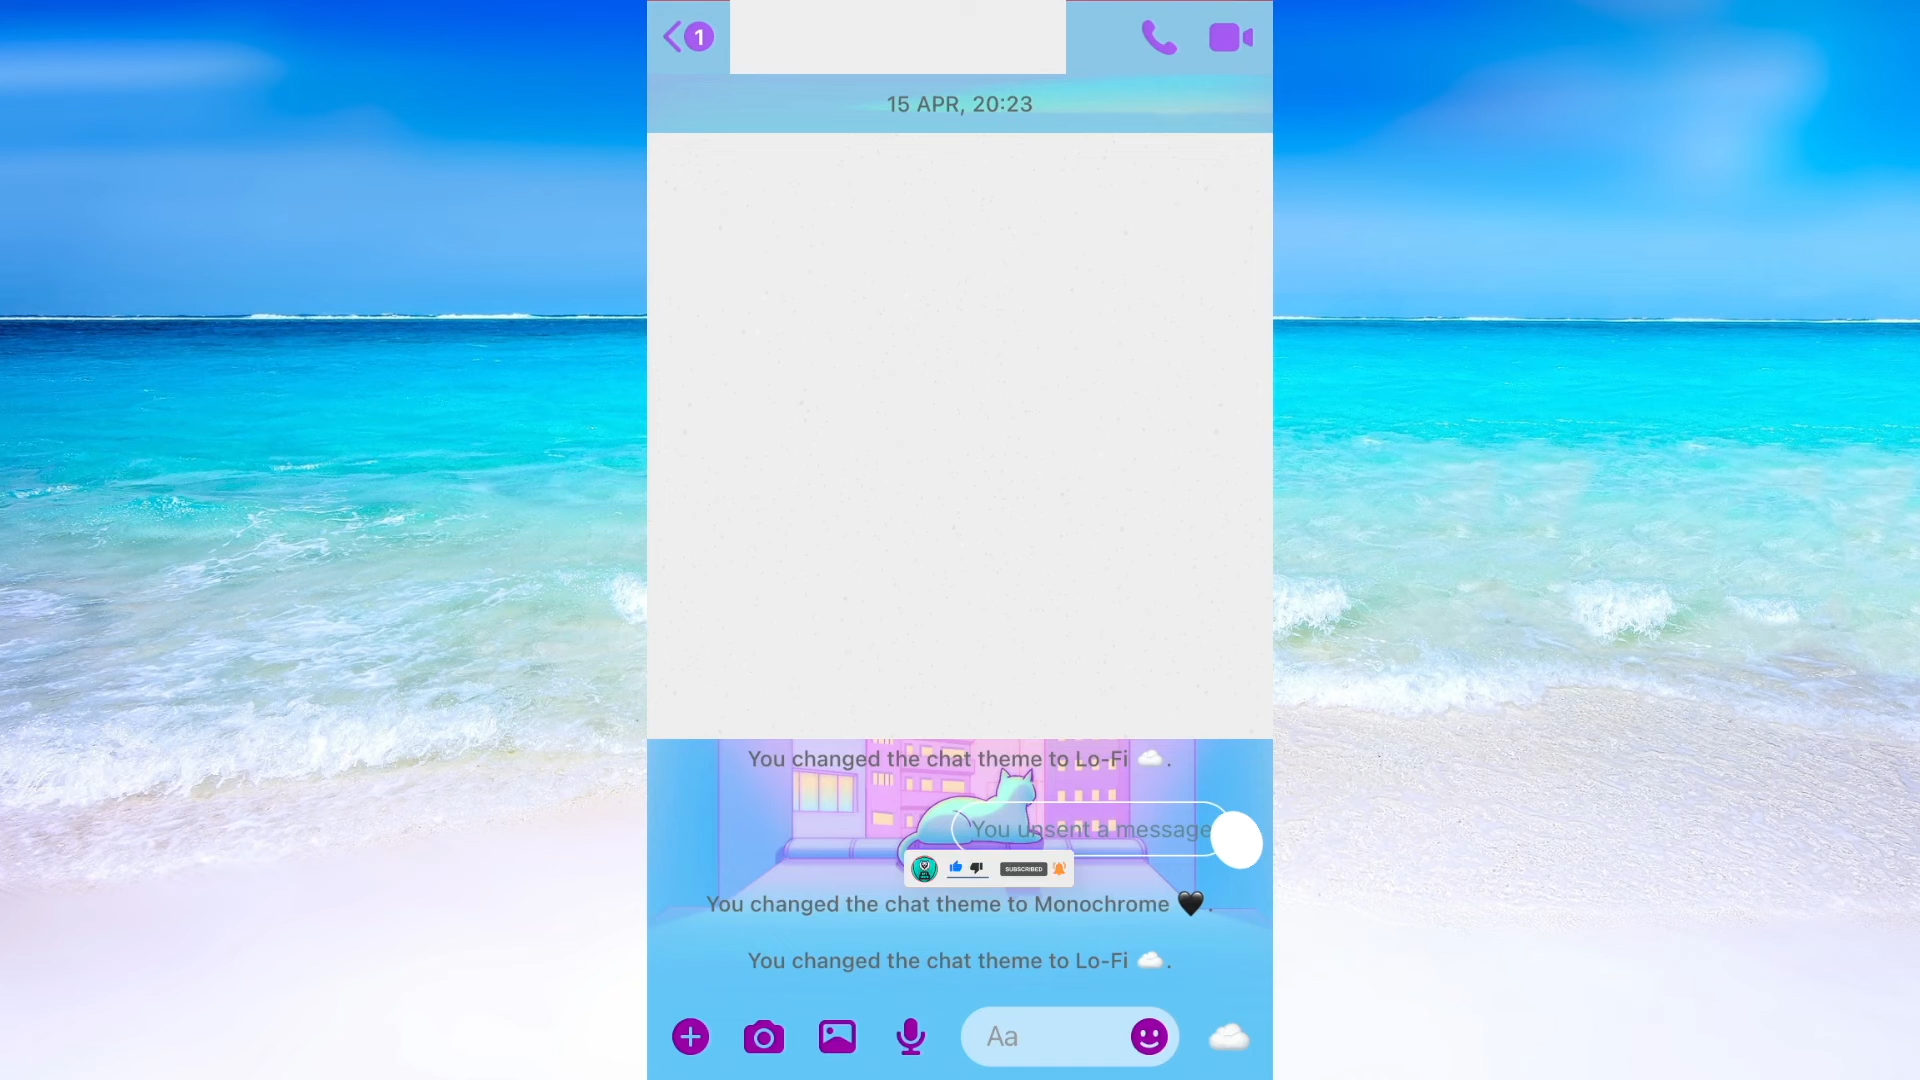 1
15 APR, 20:23
You changed the chat theme to Lo-Fi ☁️.
You unsent a message
SUBSCRIBED
You changed the chat theme to Monochrome 🖤.
You changed the chat theme to Lo-Fi ☁️.
Aa